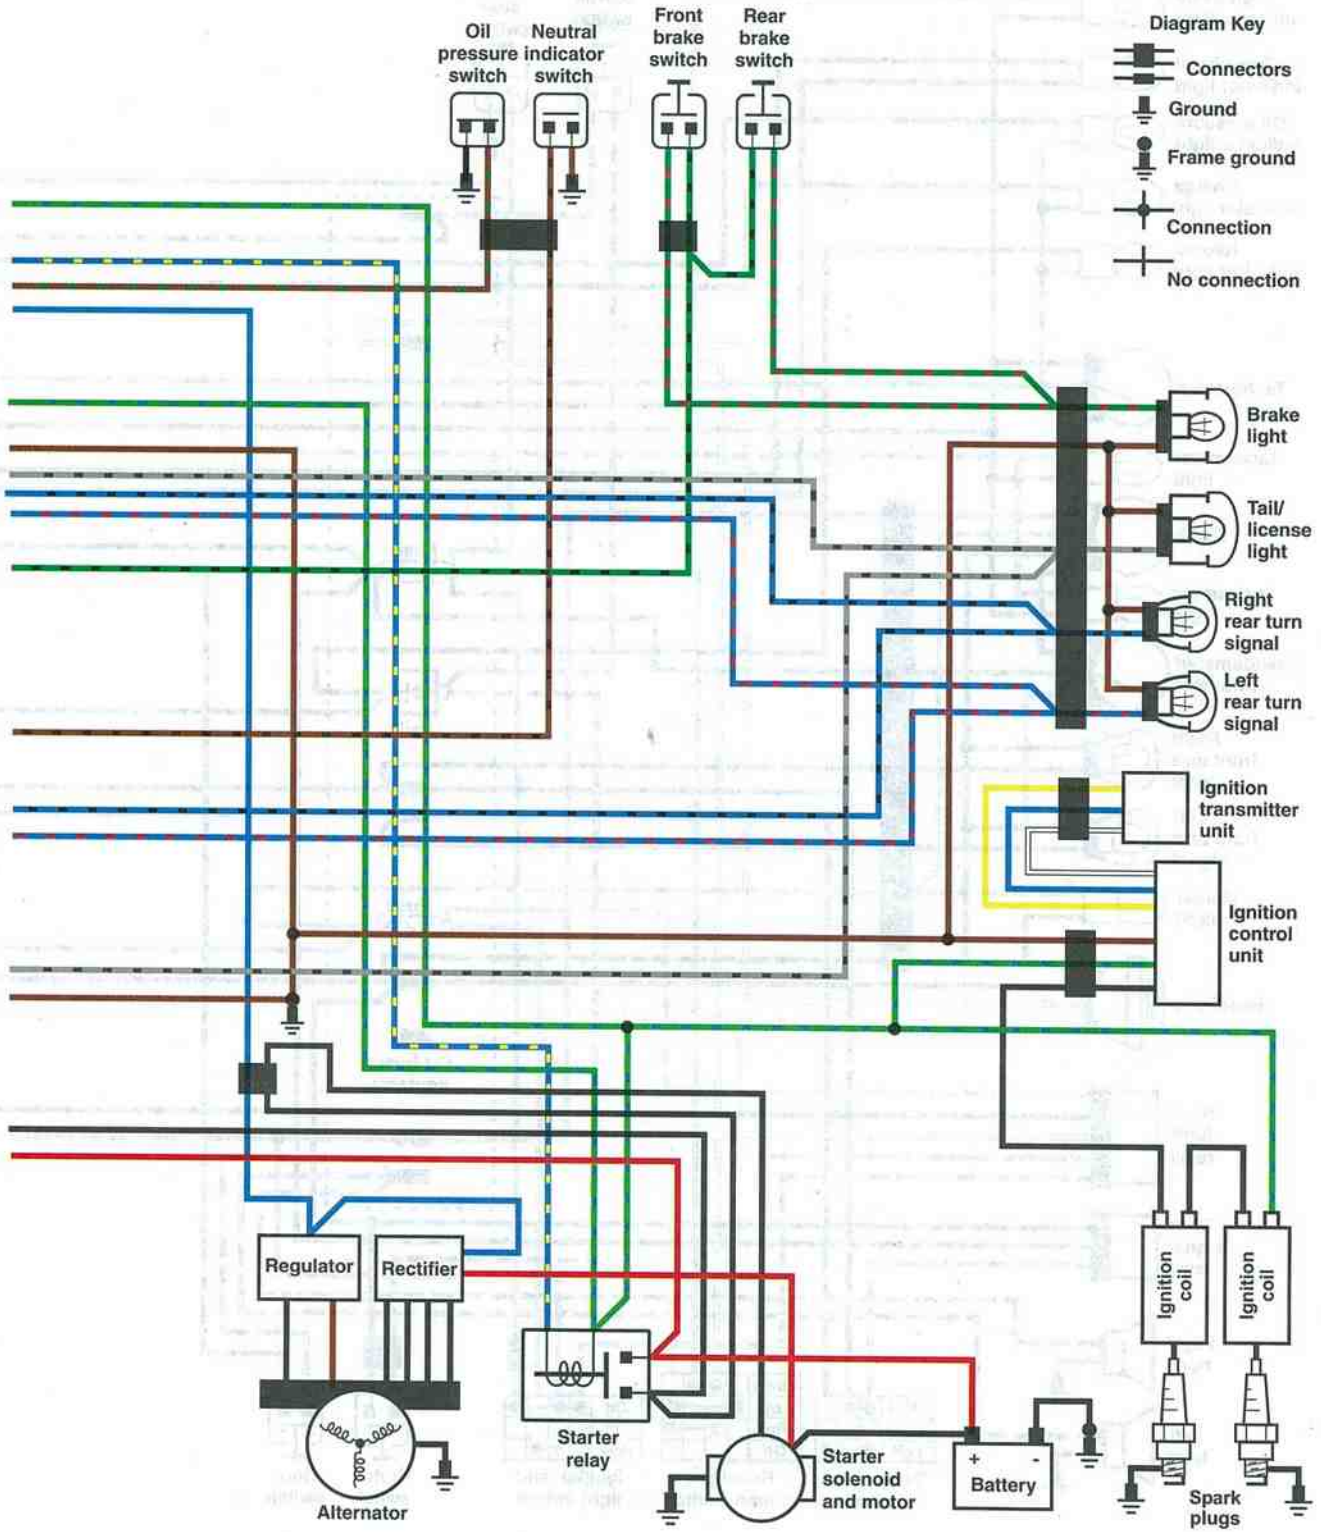 Oil
pressure
switch
Neutral
indicator
switch
Front
brake
switch
Rear
brake
switch
Diagram Key
Connectors
Ground
Frame ground
Connection
No connection
Brake
light
Tail/
license
light
Right
rear turn
signal
Left
rear turn
signal
Ignition
transmitter
unit
Ignition
control
unit
Regulator
Rectifier
Ignition
coil
Ignition
coil
Starter
relay
Alternator
Starter
solenoid
and motor
+ -
Battery
Spark
plugs